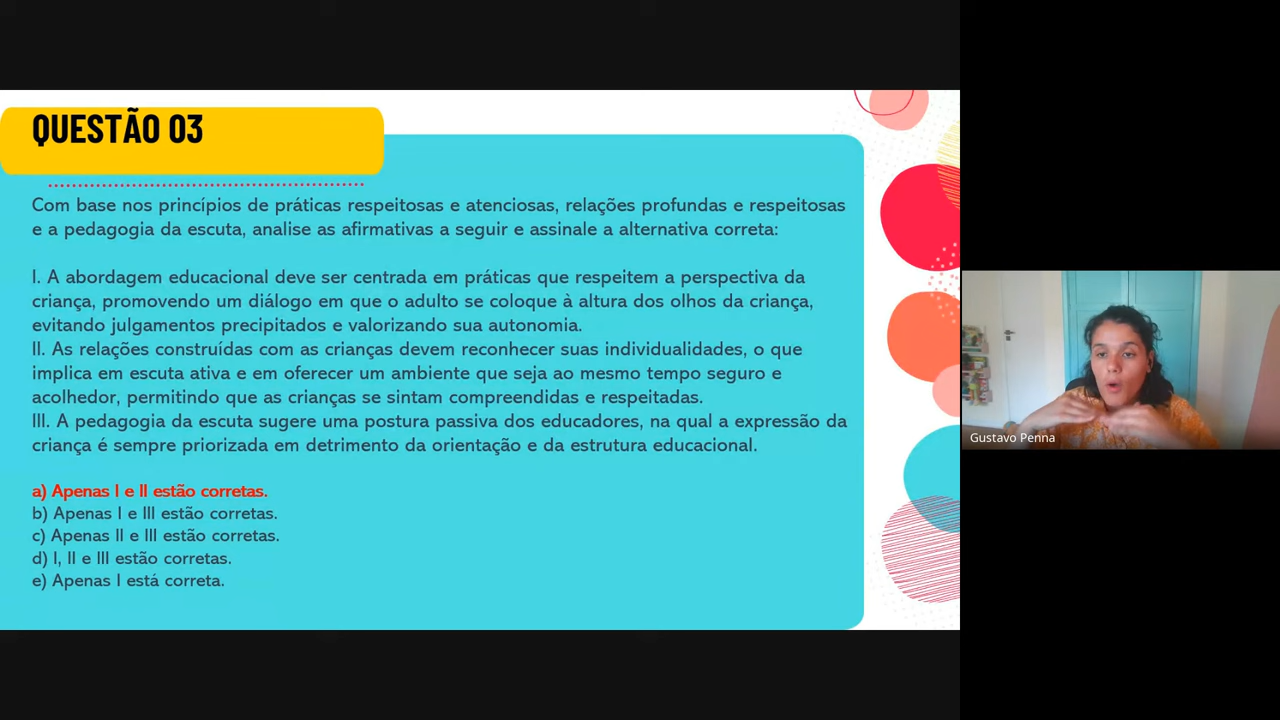 QUESTÃO 03
Com base nos princípios de práticas respeitosas e atenciosas, relações profundas e respeitosas
e a pedagogia da escuta, analise as afirmativas a seguir e assinale a alternativa correta:
I. A abordagem educacional deve ser centrada em práticas que respeitem a perspectiva da
criança, promovendo um diálogo em que o adulto se coloque à altura dos olhos da criança,
evitando julgamentos precipitados e valorizando sua autonomia.
II. As relações construídas com as crianças devem reconhecer suas individualidades, o que
implica em escuta ativa e em oferecer um ambiente que seja ao mesmo tempo seguro e
acolhedor, permitindo que as crianças se sintam compreendidas e respeitadas.
III. A pedagogia da escuta sugere uma postura passiva dos educadores, na qual a expressão da
criança é sempre priorizada em detrimento da orientação e da estrutura educacional.
a) Apenas I e II estão corretas.
b) Apenas I e III estão corretas.
c) Apenas II e III estão corretas.
d) I, II e III estão corretas.
e) Apenas I está correta.
Gustavo Penna